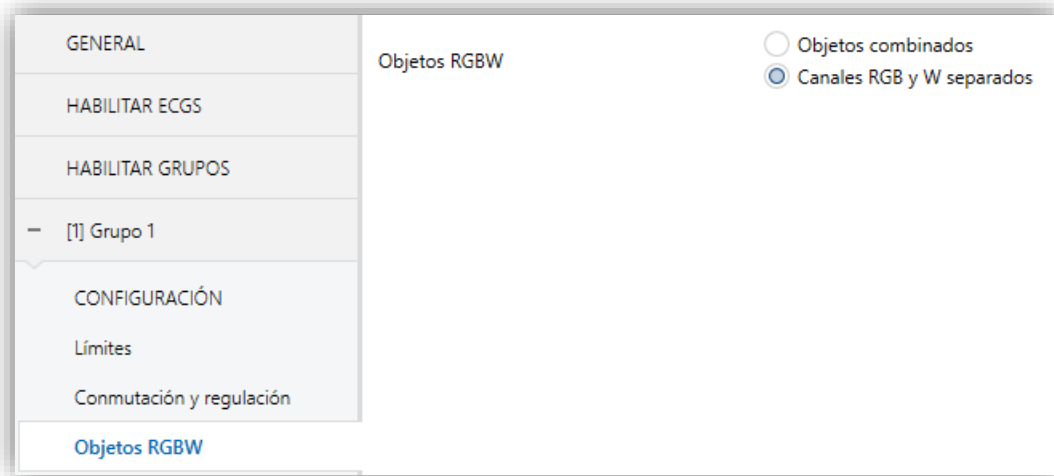 GENERAL
HABILITAR ECGS
HABILITAR GRUPOS
[1] Grupo 1
CONFIGURACIÓN
Límites
Conmutación y regulación
Objetos RGBW
Objetos RGBW
Objetos combinados
Canales RGB y W separados